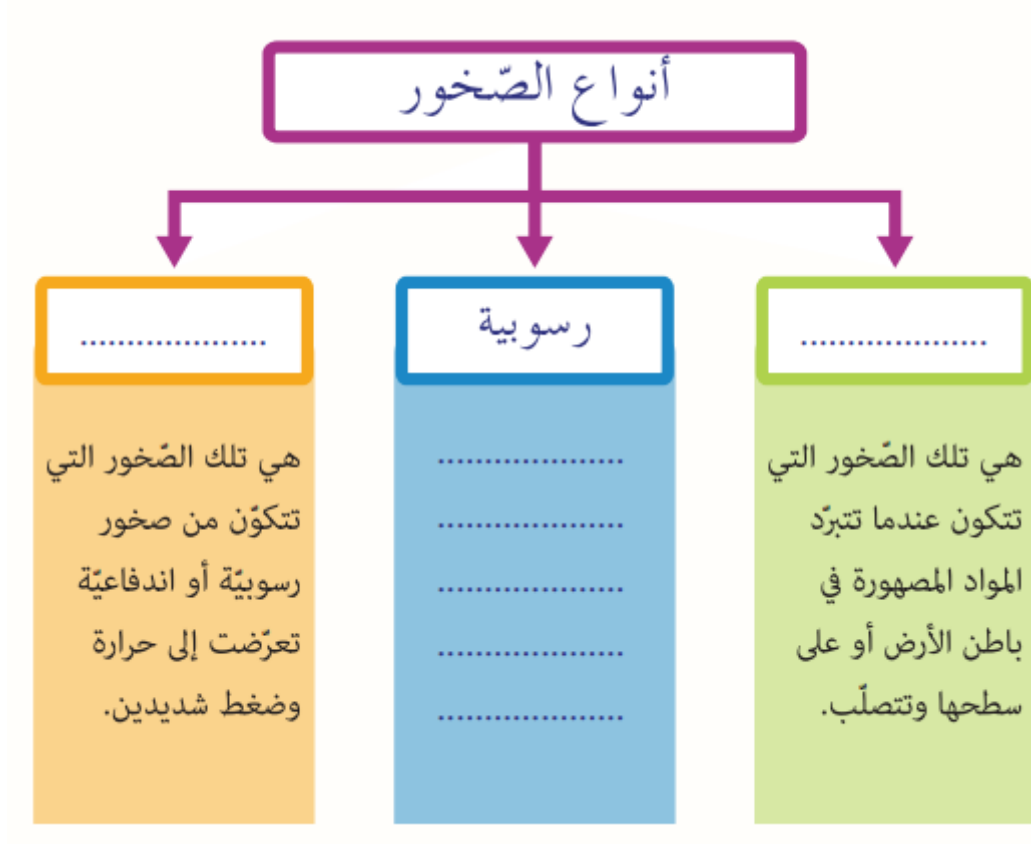 أنواع الصّخور
....................
هي تلك الصّخور التي
تتكون عندما تتبرّد
المواد المصهورة في
باطن الأرض أو على
سطحها وتتصلّب.
رسوبية
....................
....................
....................
....................
....................
....................
هي تلك الصّخور التي
تتكوّن من صخور
رسوبيّة أو اندفاعيّة
تعرّضت إلى حرارة
وضغط شديدين.